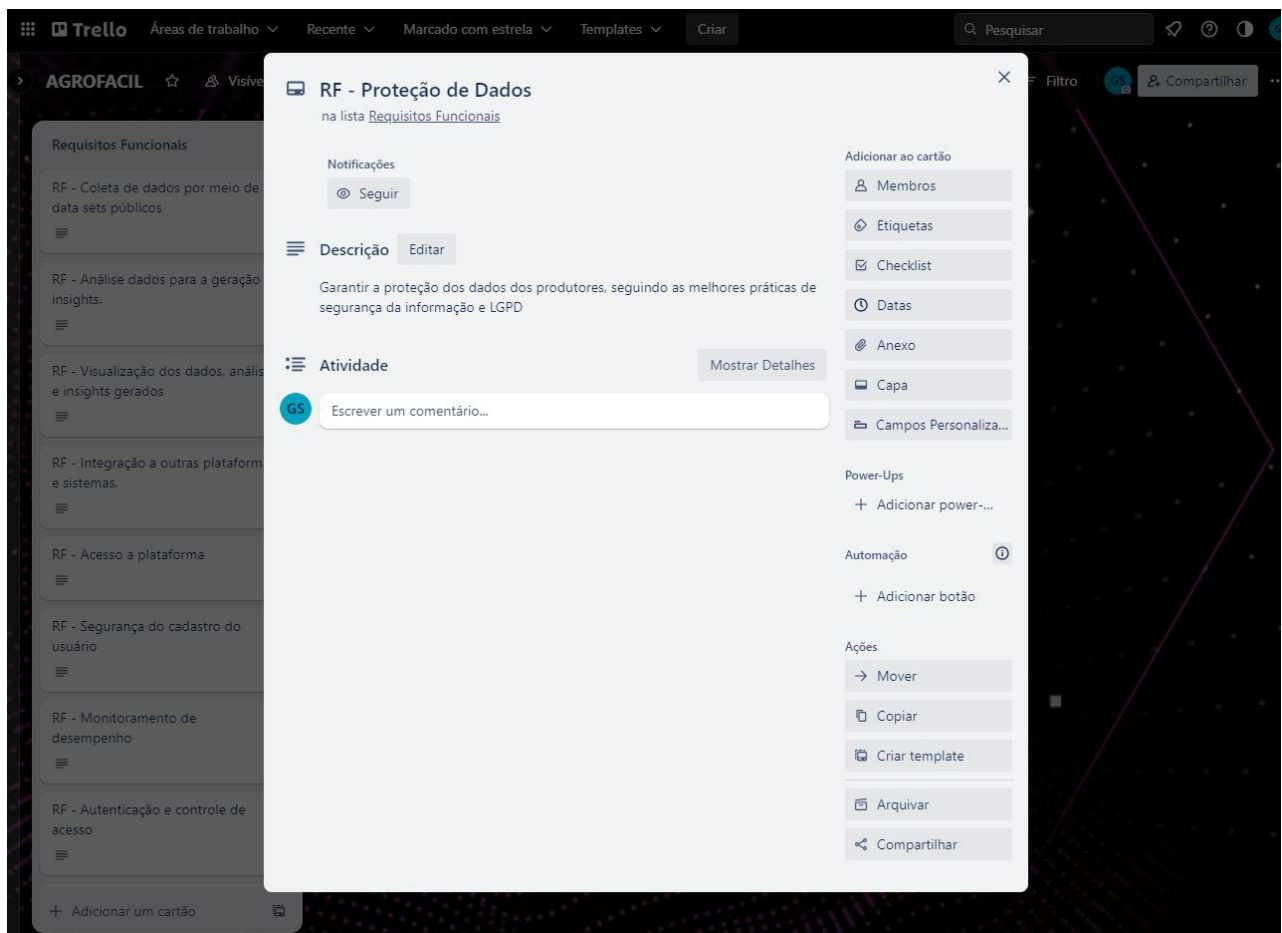 Trello Áreas de trabalho Recente Marcado com estrela Templates Criar Pesquisar
AGROFACIL Filtro GS Compartilhar
Requisitos Funcionais
RF - Coleta de dados por meio de
data sets públicos
RF - Análise dados para a geração
insights.
RF - Visualização dos dados,
e insights gerados
RF - Integração a outras
e sistemas.
RF - Acesso a plataforma
RF - Segurança do cadastro do
usuário
RF - Monitoramento de
desempenho
RF - Autenticação e controle de
acesso
+ Adicionar um cartão
RF - Proteção de Dados
na lista Requisitos Funcionais
Notificações
Seguir
Descrição Editar
Garantir a proteção dos dados dos produtores, seguindo as melhores práticas de
segurança da informação e LGPD
Atividade Mostrar Detalhes
GS Escrever um comentário...
Adicionar ao cartão
Membros
Etiquetas
Checklist
Datas
Anexo
Capa
Campos Personaliza...
Power-Ups
+ Adicionar power-...
Automação
+ Adicionar botão
Ações
Mover
Copiar
Criar template
Arquivar
Compartilhar